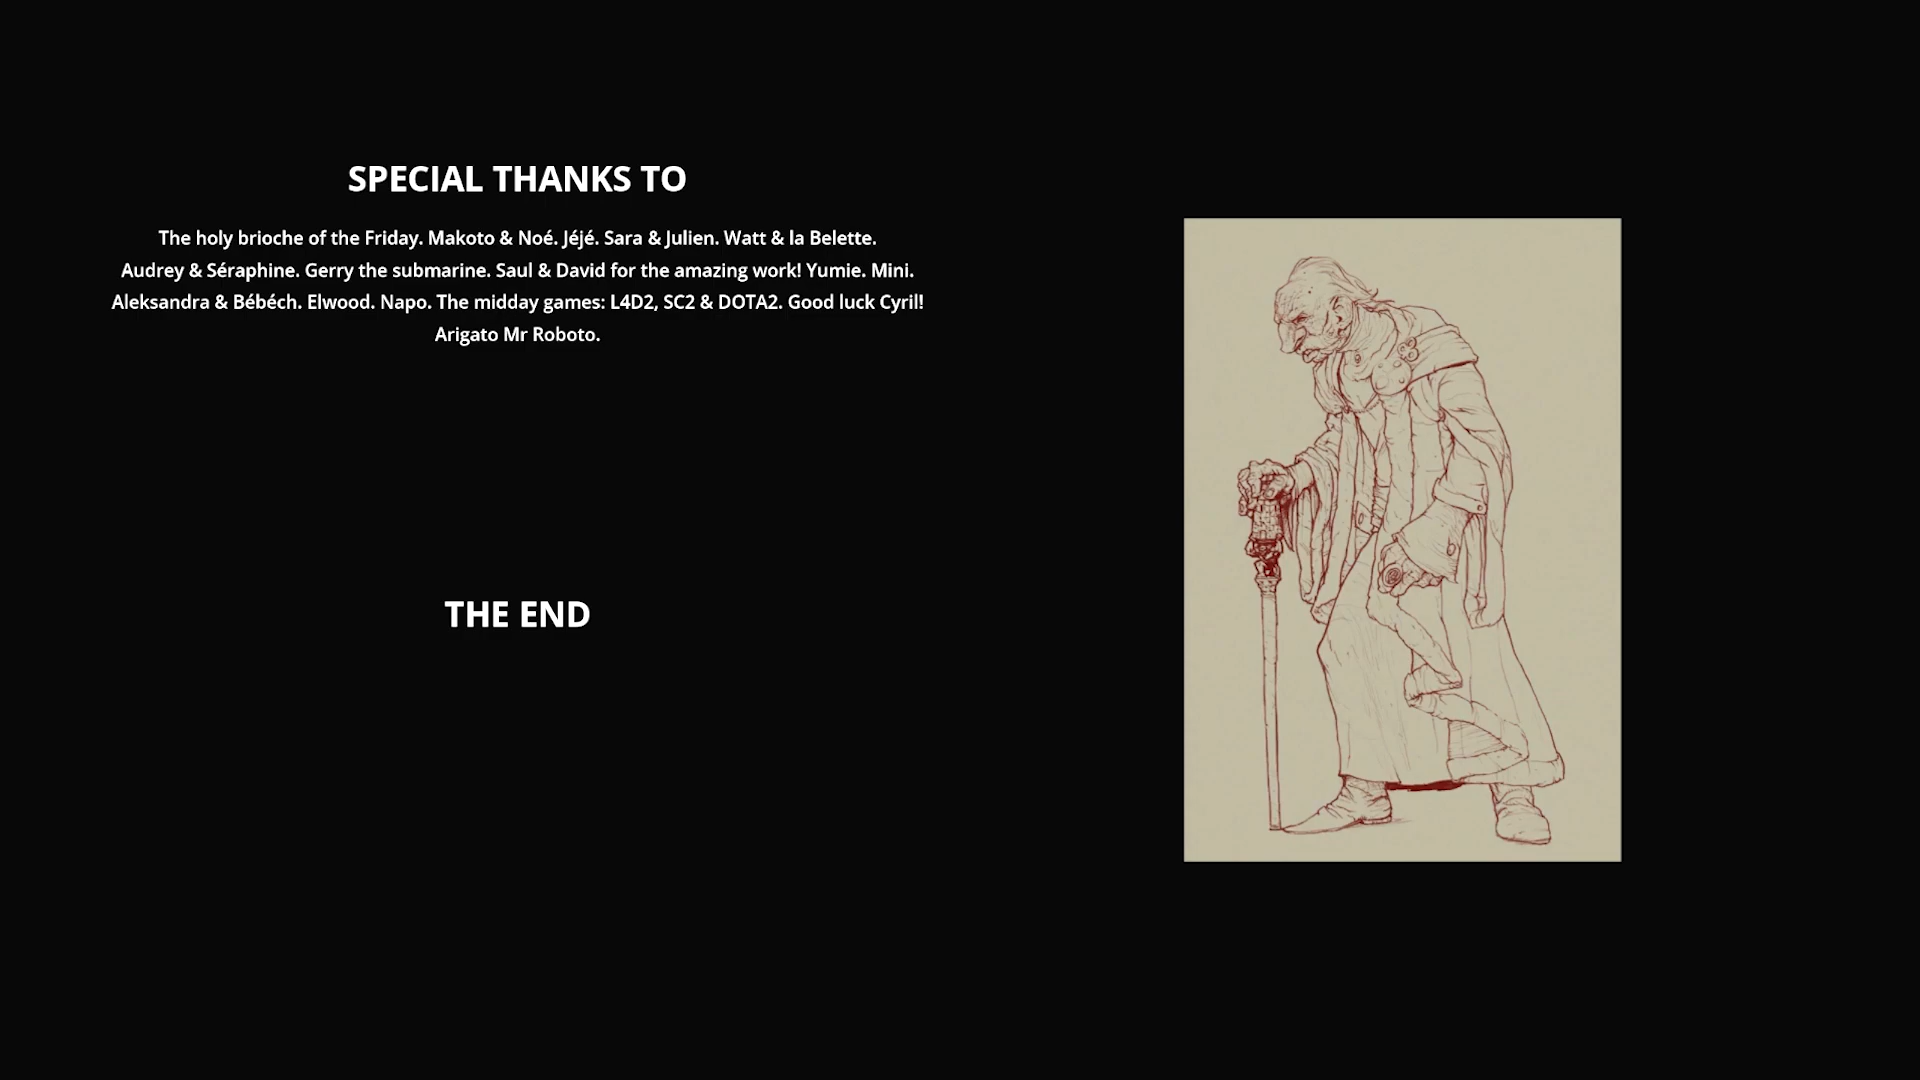 SPECIAL THANKS TO
The holy brioche of the Friday. Makoto & Noé. Jéjé. Sara & Julien. Watt & la Belette.
Audrey & Séraphine. Gerry the submarine. Saul & David for the amazing work! Yumie. Mini.
Aleksandra & Bébéch. Elwood. Napo. The midday games: L4D2, SC2 & DOTA2. Good luck Cyril!
Arigato Mr Roboto.
THE END